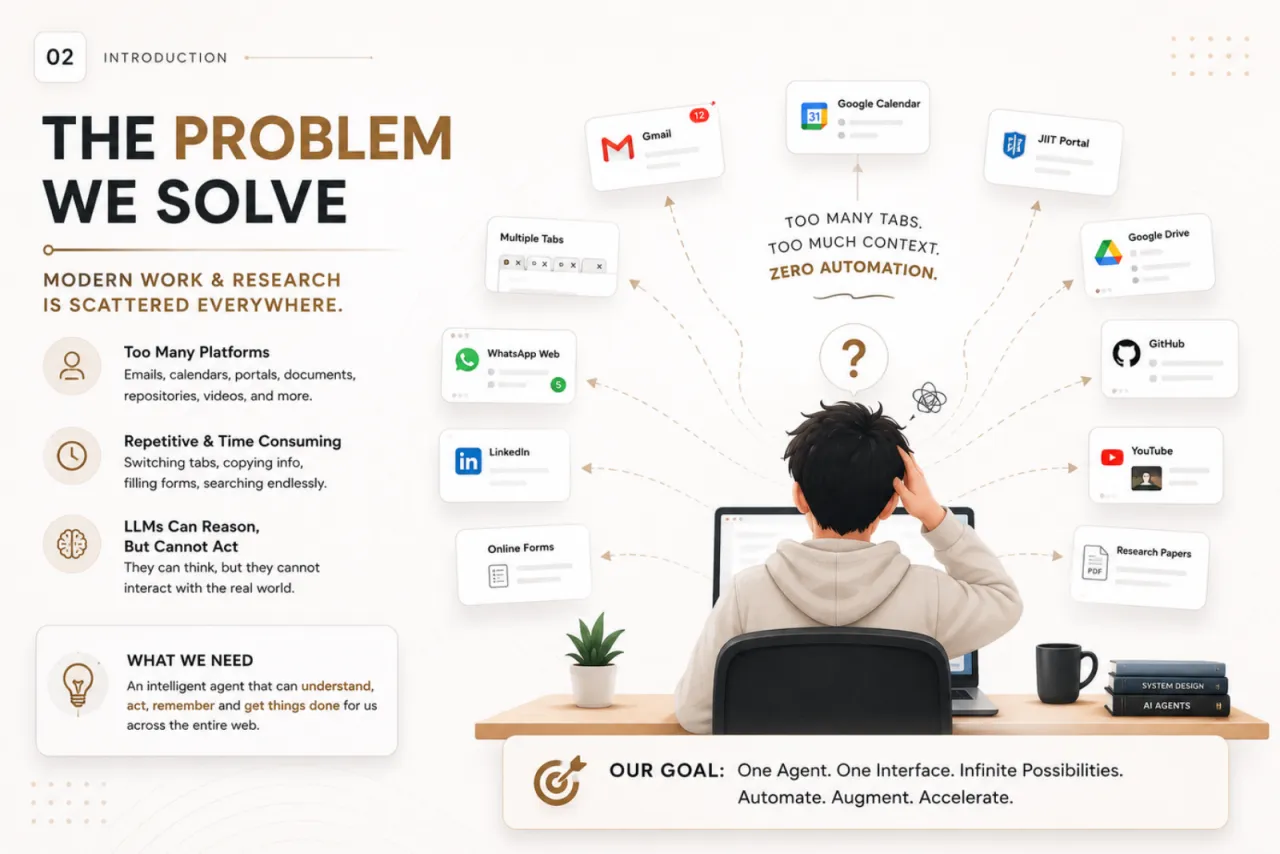 02
INTRODUCTION
THE PROBLEM
WE SOLVE
MODERN WORK & RESEARCH
IS SCATTERED EVERYWHERE.
Too Many Platforms
Emails, calendars, portals, documents,
repositories, videos, and more.
Repetitive & Time Consuming
Switching tabs, copying info,
filling forms, searching endlessly.
LLMs Can Reason,
But Cannot Act
They can think, but they cannot
interact with the real world.
WHAT WE NEED
An intelligent agent that can understand,
act, remember and get things done for us
across the entire web.
Gmail
12
Google Calendar
31
JIIT Portal
Multiple Tabs
TOO MANY TABS.
TOO MUCH CONTEXT.
ZERO AUTOMATION.
Google Drive
WhatsApp Web
5
?
GitHub
LinkedIn
in
YouTube
Online Forms
Research Papers
PDF
SYSTEM DESIGN
AI AGENTS
OUR GOAL: One Agent. One Interface. Infinite Possibilities.
Automate. Augment. Accelerate.